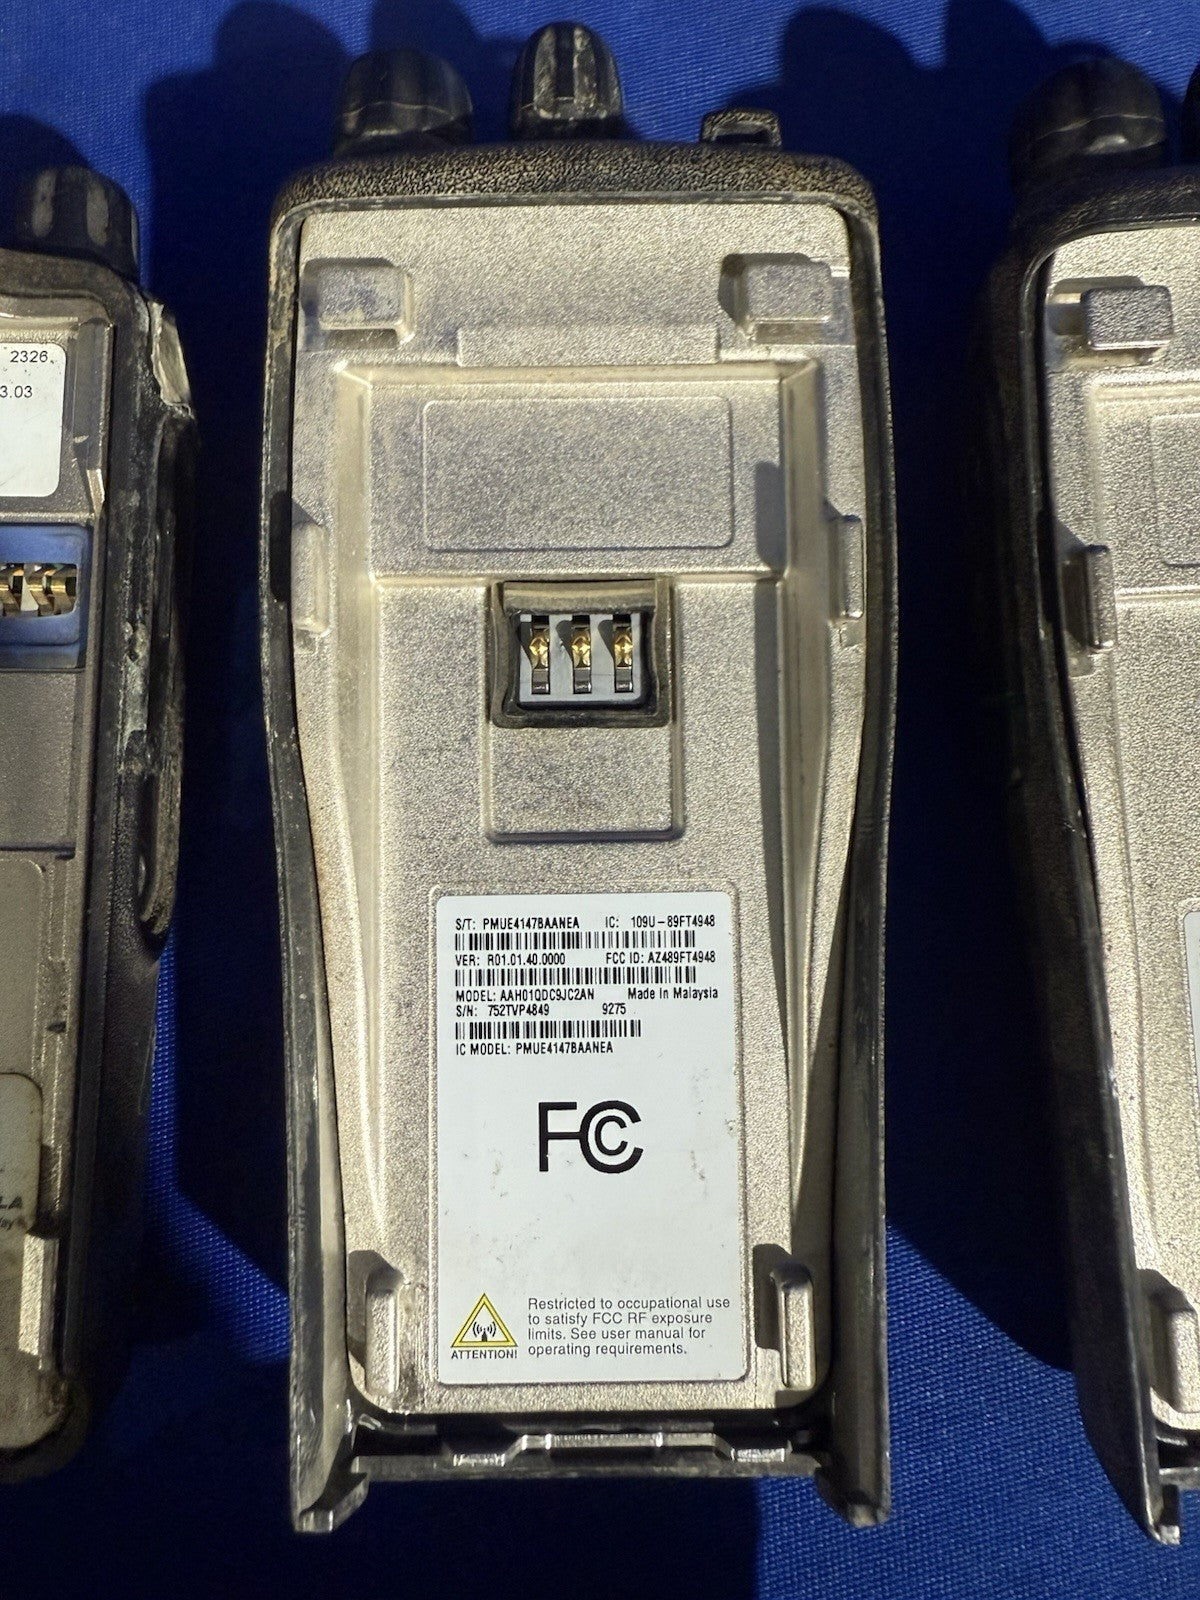 2326
3.03
S/T: PMUE4147BAANEA IC: 109U-89FT4948
VER: R01.01.40.0000 FCC ID: AZ489FT4948
MODEL: AAH01QDC9JC2AN Made in Malaysia
S/N: 752TVP4849 9275
IC MODEL: PMUE4147BAANEA
FC
Restricted to occupational use
to satisfy FCC RF exposure
limits. See user manual for
operating requirements.
ATTENTION!
LA